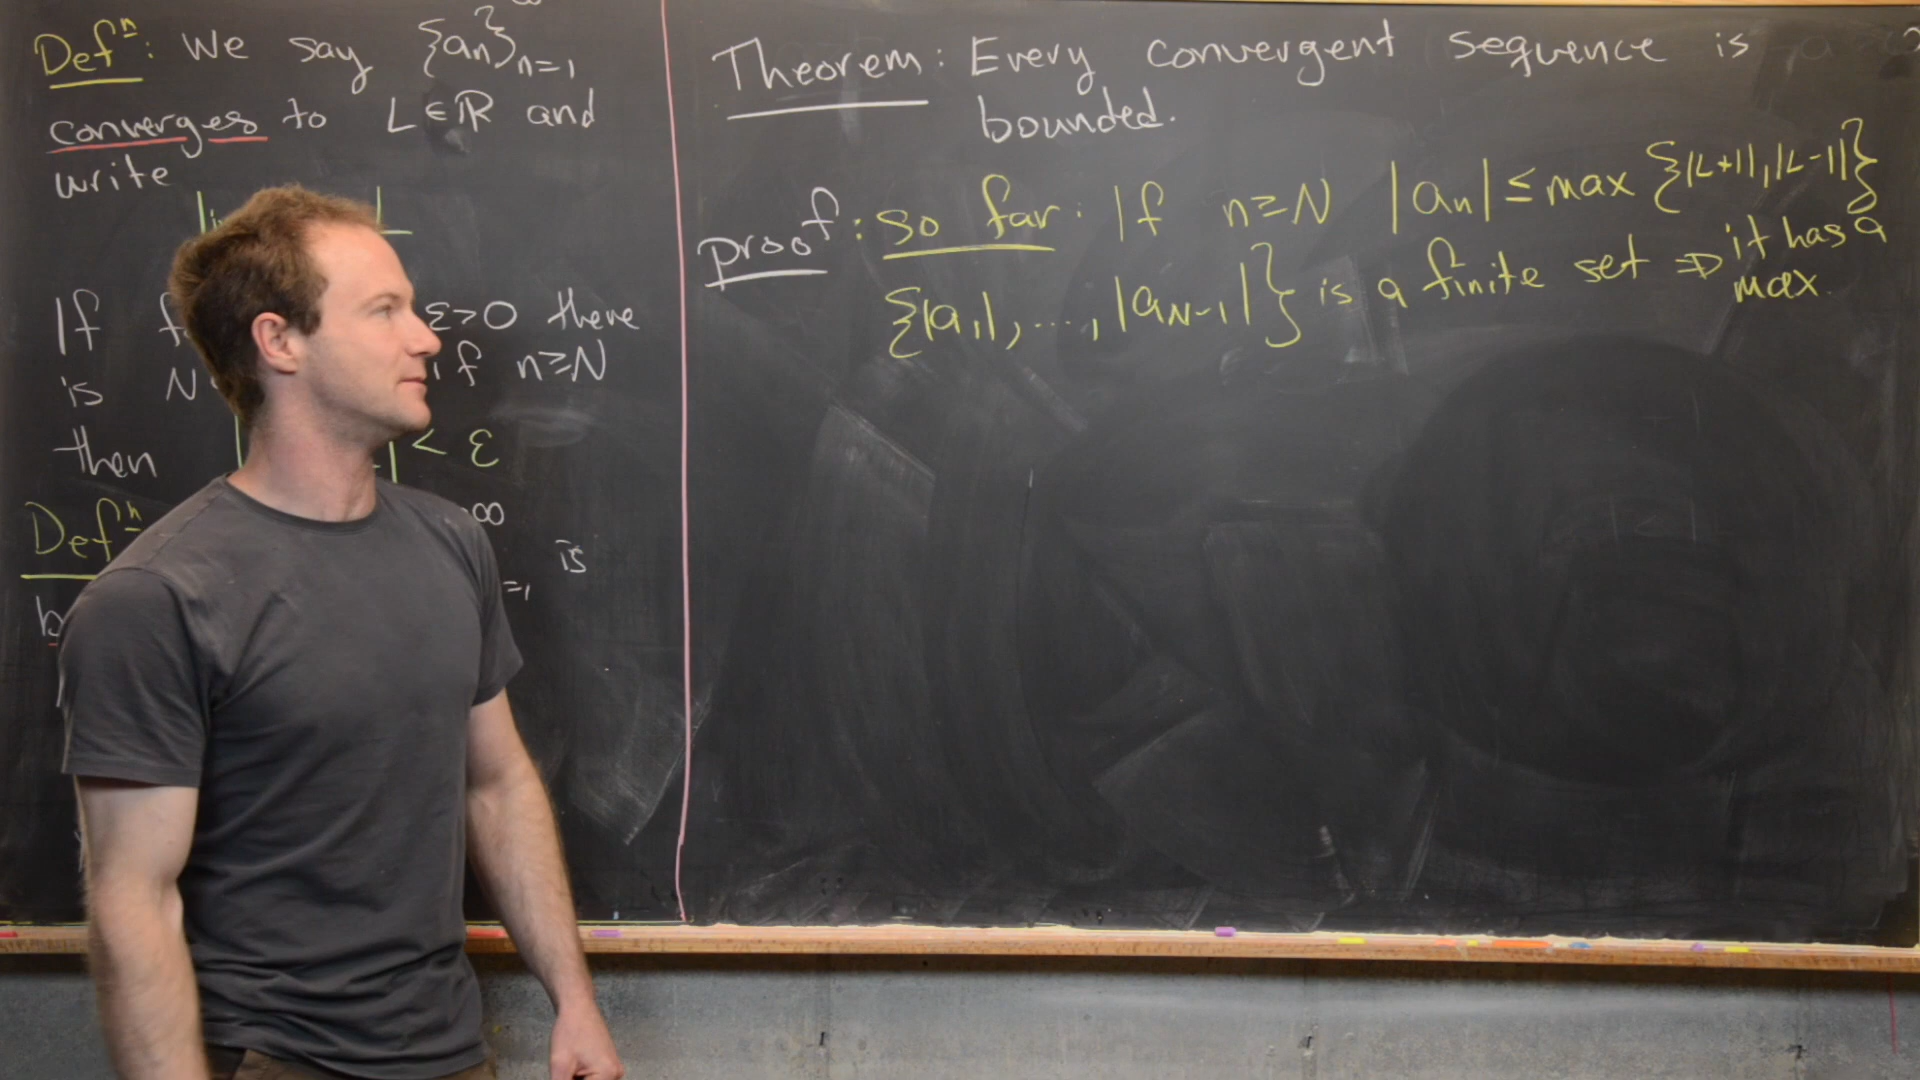 Defⁿ: We say {aₙ}ₙ₌₁
converges to L∈ℝ and
write
If ε>0 there
is N if n≥N
then < ε
Defⁿ ∞
=1 is
Theorem: Every convergent sequence is
bounded.
proof: so far: If n≥N |aₙ| ≤ max {|L+1|, |L-1|}
{|a₁|, ..., |a_N-1|} is a finite set ⇒ it has a
max.